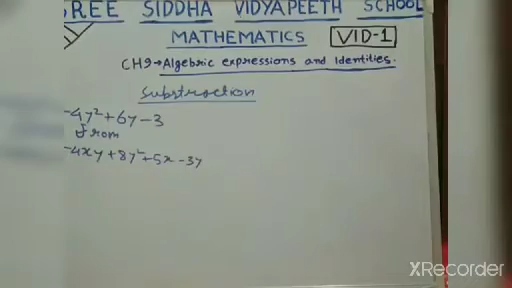 SREE SIDDHA VIDYAPEETH SCHOOL
MATHEMATICS VID-1
CH9→Algebric expressions and Identities.
Substraction
-4y²+6y-3
from
-4xy+8y²+5x-3y
XRecorder